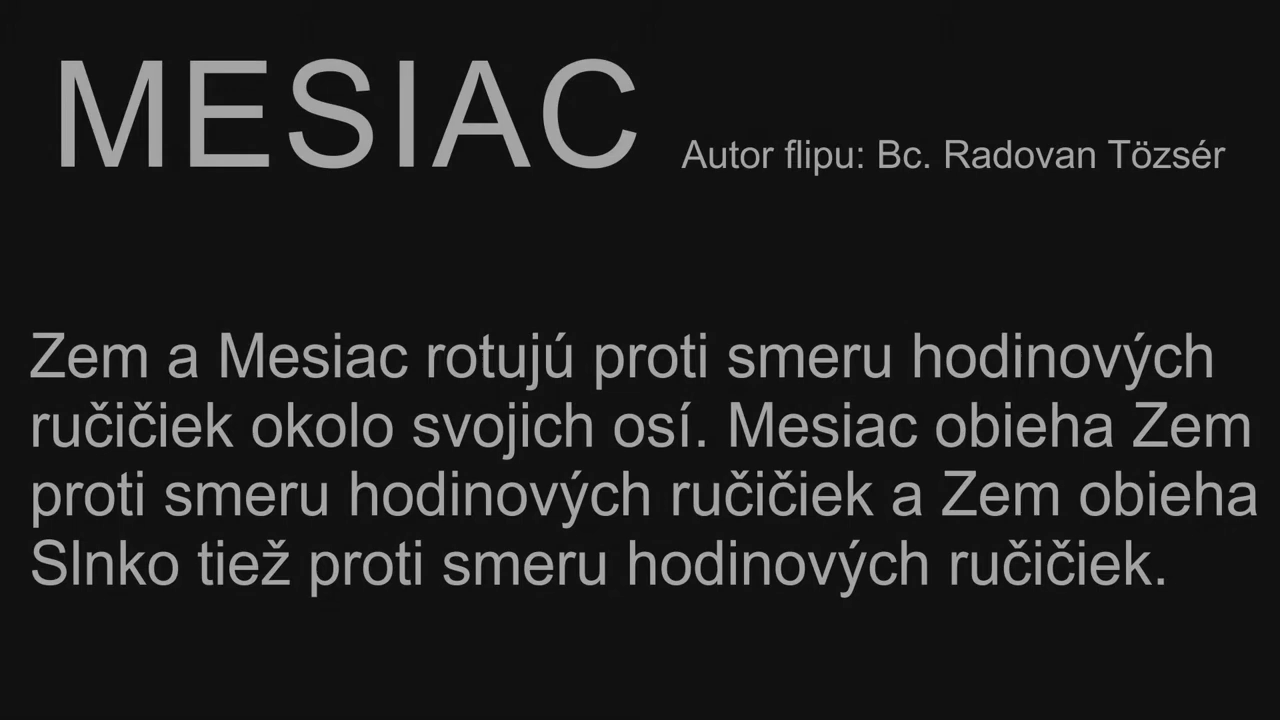 MESIAC Autor flipu: Bc. Radovan Tözsér
Zem a Mesiac rotujú proti smeru hodinových
ručičiek okolo svojich osí. Mesiac obieha Zem
proti smeru hodinových ručičiek a Zem obieha
Slnko tiež proti smeru hodinových ručičiek.